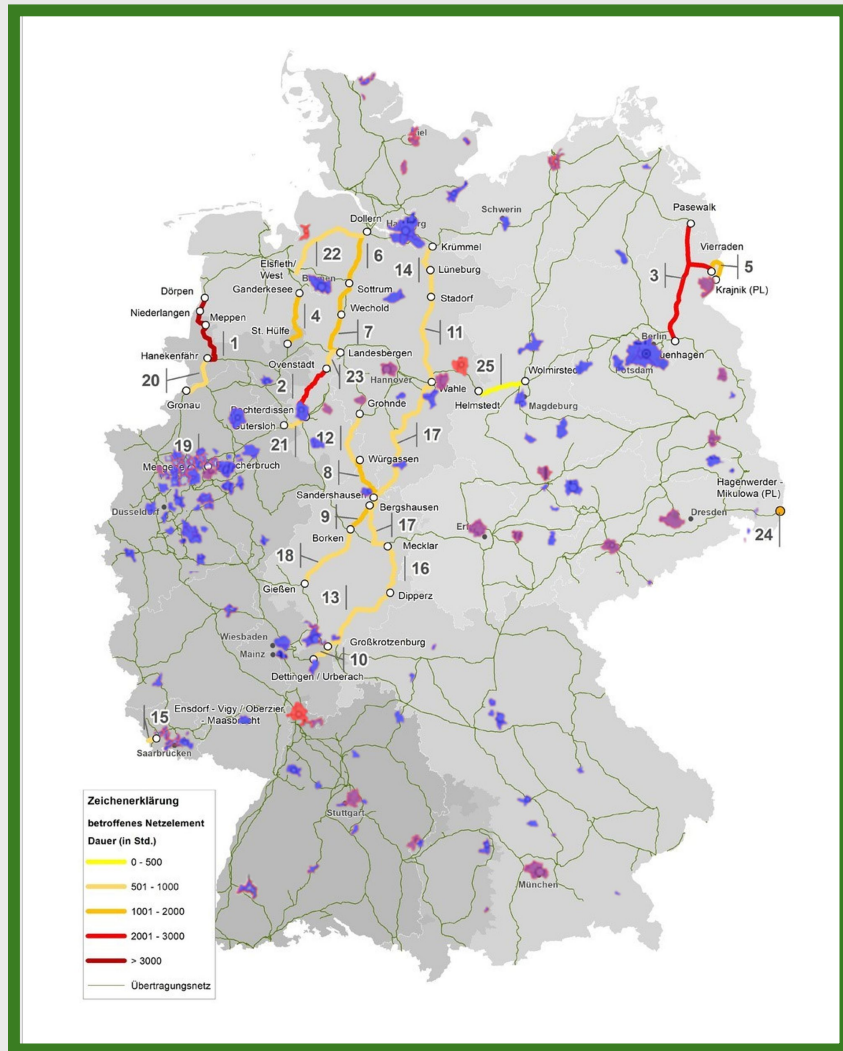 Pasewalk
Schwerin
Dollern
Krümmel
Vierraden
22
6
14
Lüneburg
3
5
Elsfleth/
West
Ganderkesee
Sottrum
Krajnik (PL)
Dörpen
Stadorf
Niederlangen
4
Wechold
Meppen
Berlin
1
St. Hülfe
7
11
Hanekenfähr
Landesbergen
25
Ovenstädt
Wolmirstedt
Potsdam
20
2
23
Hannover
Wahle
Gronau
Grohnde
Helmstedt
Magdeburg
21
12
17
19
Würgassen
8
Hagenwerder -
Mikulowa (PL)
Sandershausen
Düsseldorf
Bergshausen
9
17
Dresden
Borken
24
Mecklar
18
16
Gießen
13
Dipperz
Wiesbaden
Großkrotzenburg
Mainz
10
Dettingen / Urberach
Ensdorf - Vigy / Oberzier
- Maasbracht
15
Saarbrücken
Stuttgart
München
Zeichenerklärung
betroffenes Netzelement
Dauer (in Std.)
0 - 500
501 - 1000
1001 - 2000
2001 - 3000
> 3000
Übertragungsnetz